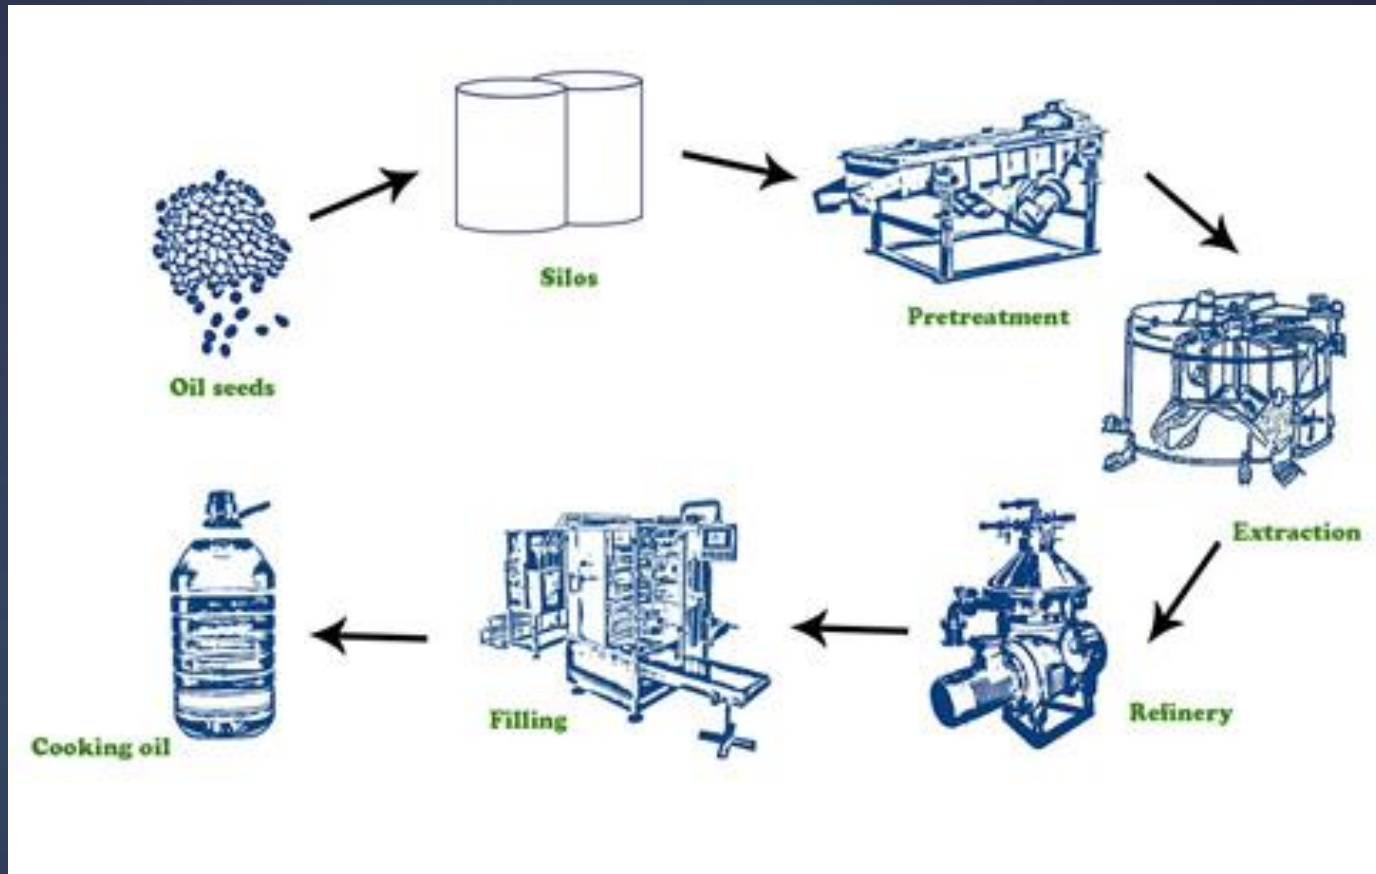 Oil seeds
Silos
Pretreatment
Extraction
Refinery
Filling
Cooking oil